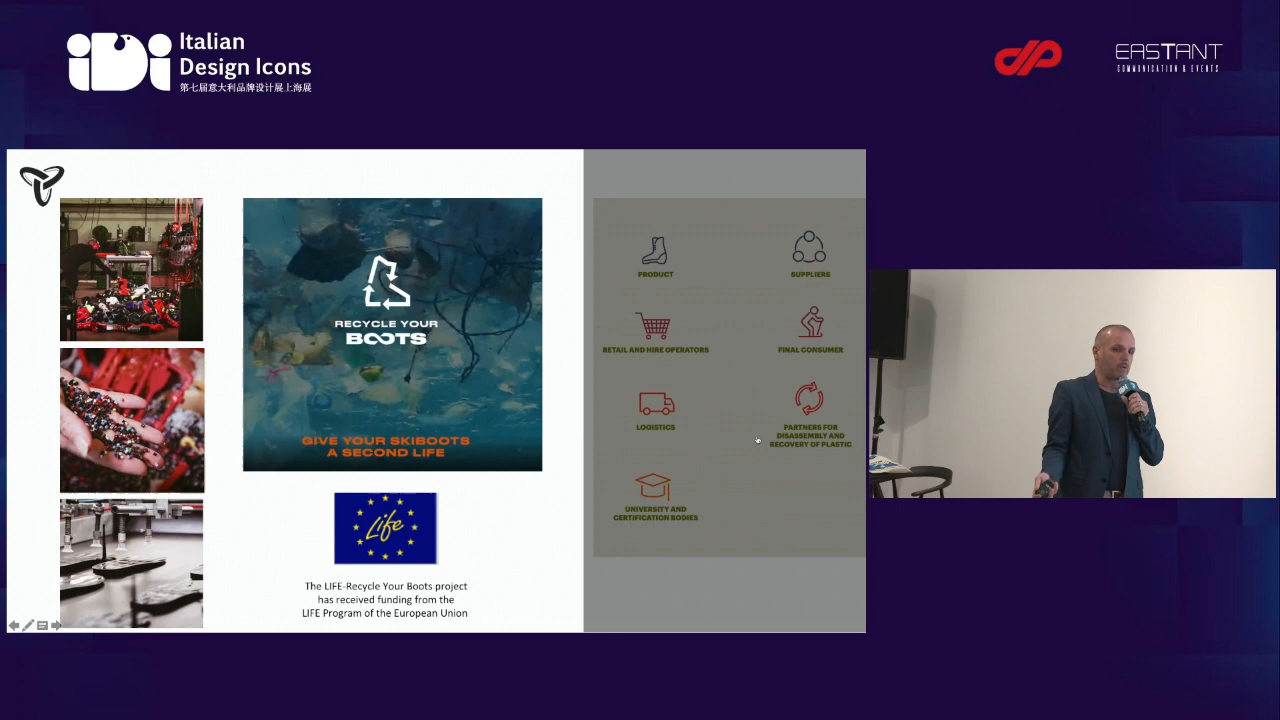 Italian
Design Icons
第七届意大利品牌设计展上海展
EASTANT
COMMUNICATION & EVENTS
RECYCLE YOUR
BOOTS
GIVE YOUR SKIBOOTS
A SECOND LIFE
Life
The LIFE-Recycle Your Boots project
has received funding from the
LIFE Program of the European Union
PRODUCT
SUPPLIERS
RETAIL AND HIRE OPERATORS
FINAL CONSUMER
LOGISTICS
PARTNERS FOR
DISASSEMBLY AND
RECOVERY OF PLASTIC
UNIVERSITY AND
CERTIFICATION BODIES